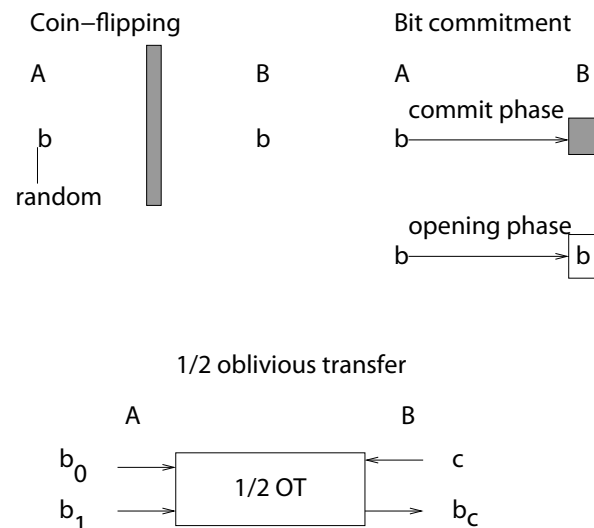 Coin–flipping
A
B
b
b
random
Bit commitment
A
B
commit phase
b
opening phase
b
b
1/2 oblivious transfer
A
B
b0
c
1/2 OT
b1
bc